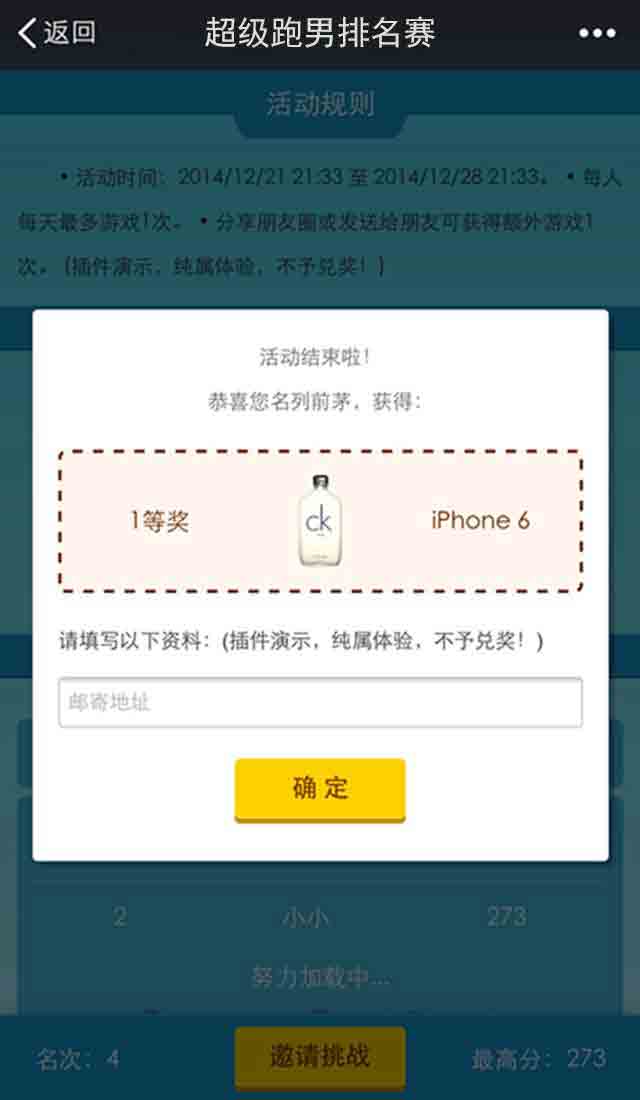 返回 超级跑男排名赛
活动规则
• 活动时间：2014/12/21 21:33 至 2014/12/28 21:33。 • 每人
每天最多游戏1次。 • 分享朋友圈或发送给朋友可获得额外游戏1
次。 (插件演示，纯属体验，不予兑奖！)
活动结束啦！
恭喜您名列前茅，获得：
1等奖 ck iPhone 6
请填写以下资料：(插件演示，纯属体验，不予兑奖！)
邮寄地址
确 定
2 小小 273
努力加载中...
名次：4 邀请挑战 最高分：273